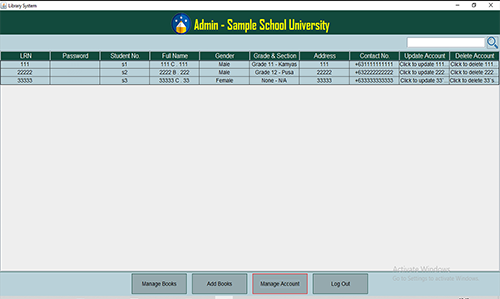 Library System
Admin - Sample School University
LRN Password Student No. Full Name Gender Grade & Section Address Contact No. Update Account Delete Account
111 s1 111 C . 111 Male Grade 11 - Kamyas 111 +631111111111 Click to update 111... Click to delete 111...
22222 s2 2222 B . 222 Male Grade 12 - Pusa 22222 +632222222222 Click to update 222... Click to delete 222...
33333 s3 33333 C . 33 Female None - N/A 33333 +633333333333 Click to update 33`... Click to delete 33`s...
Activate Windows
Go to Settings to activate Windows.
Manage Books Add Books Manage Account Log Out